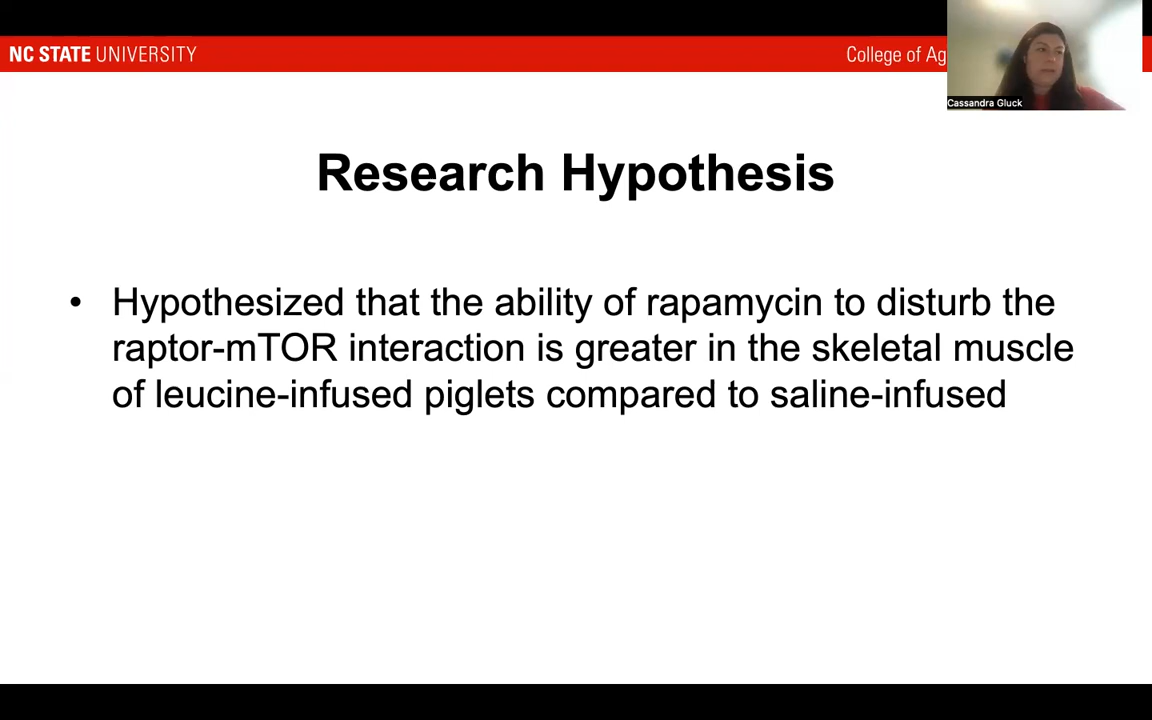 NC STATE UNIVERSITY
College of Ag
Cassandra Gluck
Research Hypothesis
• Hypothesized that the ability of rapamycin to disturb the
raptor-mTOR interaction is greater in the skeletal muscle
of leucine-infused piglets compared to saline-infused